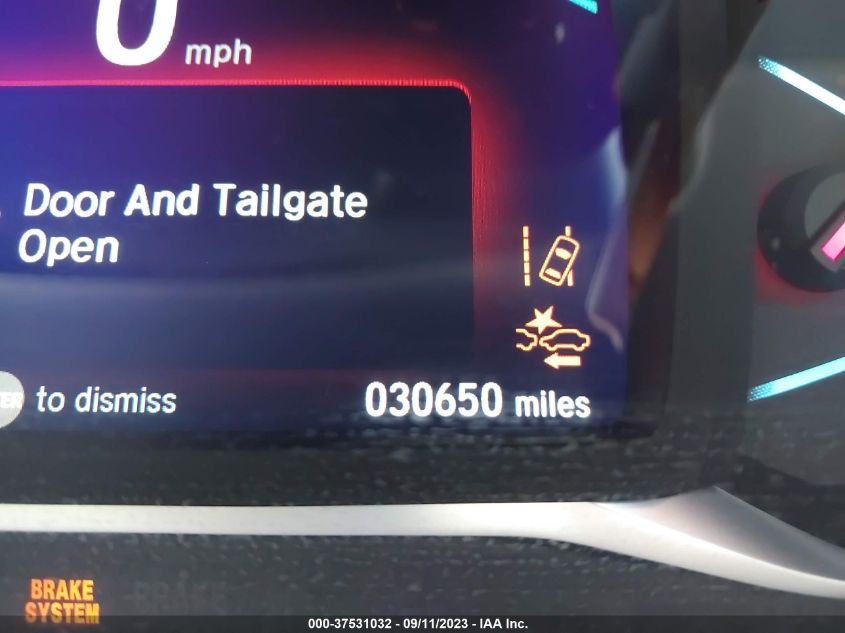 0 mph
Door And Tailgate
Open
to dismiss
030650 miles
BRAKE
SYSTEM
BRAKE
000-37531032 - 09/11/2023 - IAA Inc.